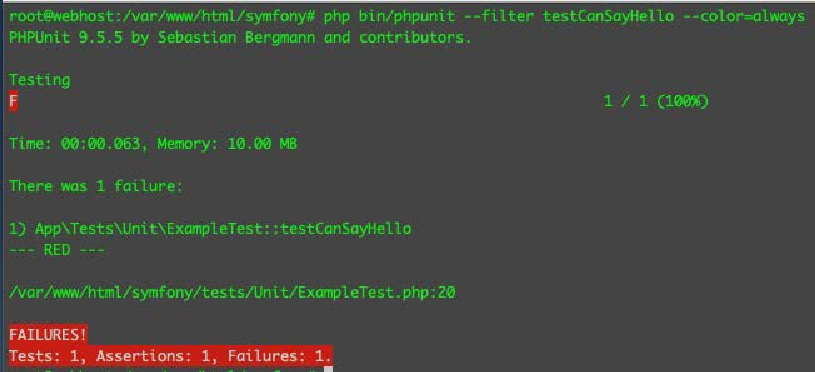 root@webhost:/var/www/html/symfony# php bin/phpunit --filter testCanSayHello --color=always
PHPUnit 9.5.5 by Sebastian Bergmann and contributors.
Testing
F 1 / 1 (100%)
Time: 00:00.063, Memory: 10.00 MB
There was 1 failure:
1) App\Tests\Unit\ExampleTest::testCanSayHello
--- RED ---
/var/www/html/symfony/tests/Unit/ExampleTest.php:20
FAILURES!
Tests: 1, Assertions: 1, Failures: 1.